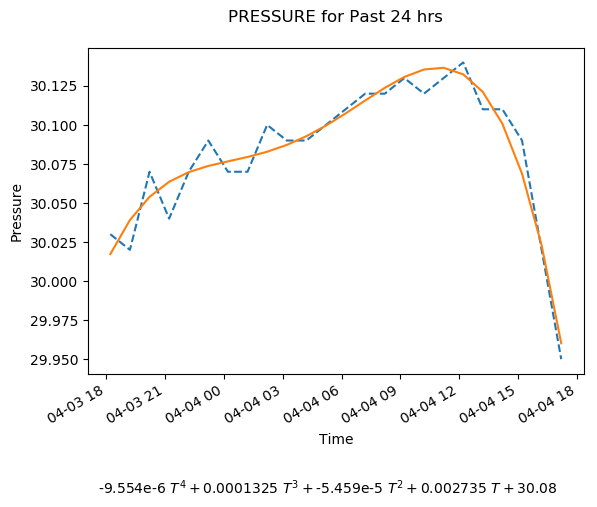 PRESSURE for Past 24 hrs
30.125
30.100
30.075
30.050
30.025
30.000
29.975
29.950
Pressure
04-03 18 04-03 21 04-04 00 04-04 03 04-04 06 04-04 09 04-04 12 04-04 15 04-04 18
Time
-9.554e-6 T⁴ + 0.0001325 T³ + -5.459e-5 T² + 0.002735 T + 30.08